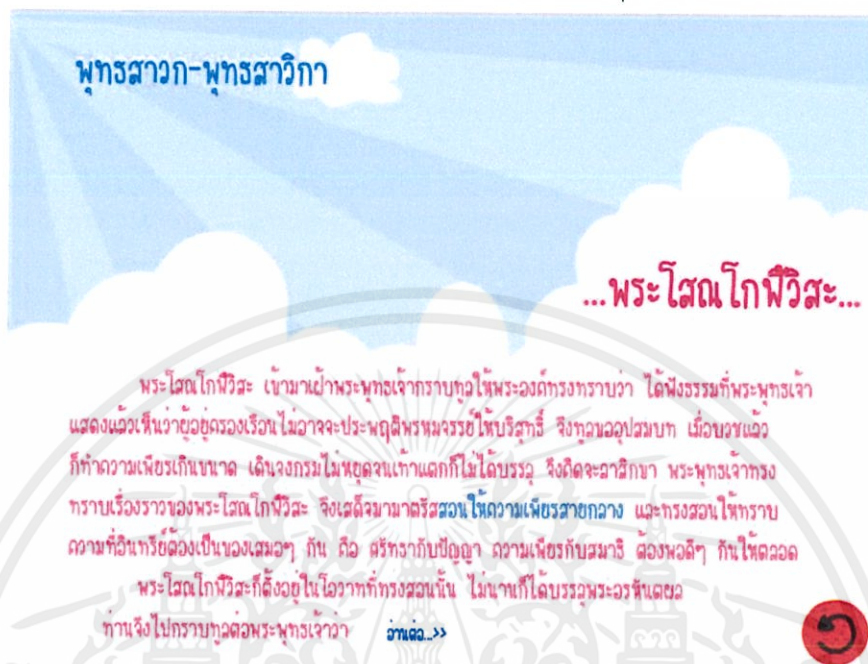 พุทธสาวก-พุทธสาวิกา
...พระโสณโกฬิวิสะ...
พระโสณโกฬิวิสะ เข้ามาเฝ้าพระพุทธเจ้ากราบทูลให้พระองค์ทรงทราบว่า ได้ฟังธรรมที่พระพุทธเจ้า
แสดงแล้วเห็นว่าผู้อยู่ครองเรือนไม่อาจจะประพฤติพรหมจรรย์ให้บริสุทธิ์ จึงทูลขออุปสมบท เมื่อบวชแล้ว
ก็ทำความเพียรเกินขนาด เดินจงกรมไม่หยุดจนเท้าแตกก็ไม่ได้บรรลุ จึงคิดจะลาสิกขา พระพุทธเจ้าทรง
ทราบเรื่องราวของพระโสณโกฬิวิสะ จึงเสด็จมามาตรัสสอนให้ความเพียรสายกลาง และทรงสอนให้ทราบ
ความที่อินทรีย์ต้องเป็นของเสมอๆ กัน คือ ศรัทธากับปัญญา ความเพียรกับสมาธิ ต้องพอดีๆ กันให้ตลอด
พระโสณโกฬิวิสะก็ตั้งอยู่ในโอวาทที่ทรงสอนนั้น ไม่นานก็ได้บรรลุพระอรหันตผล
ท่านจึงไปกราบทูลต่อพระพุทธเจ้าว่า อ่านต่อ...>>